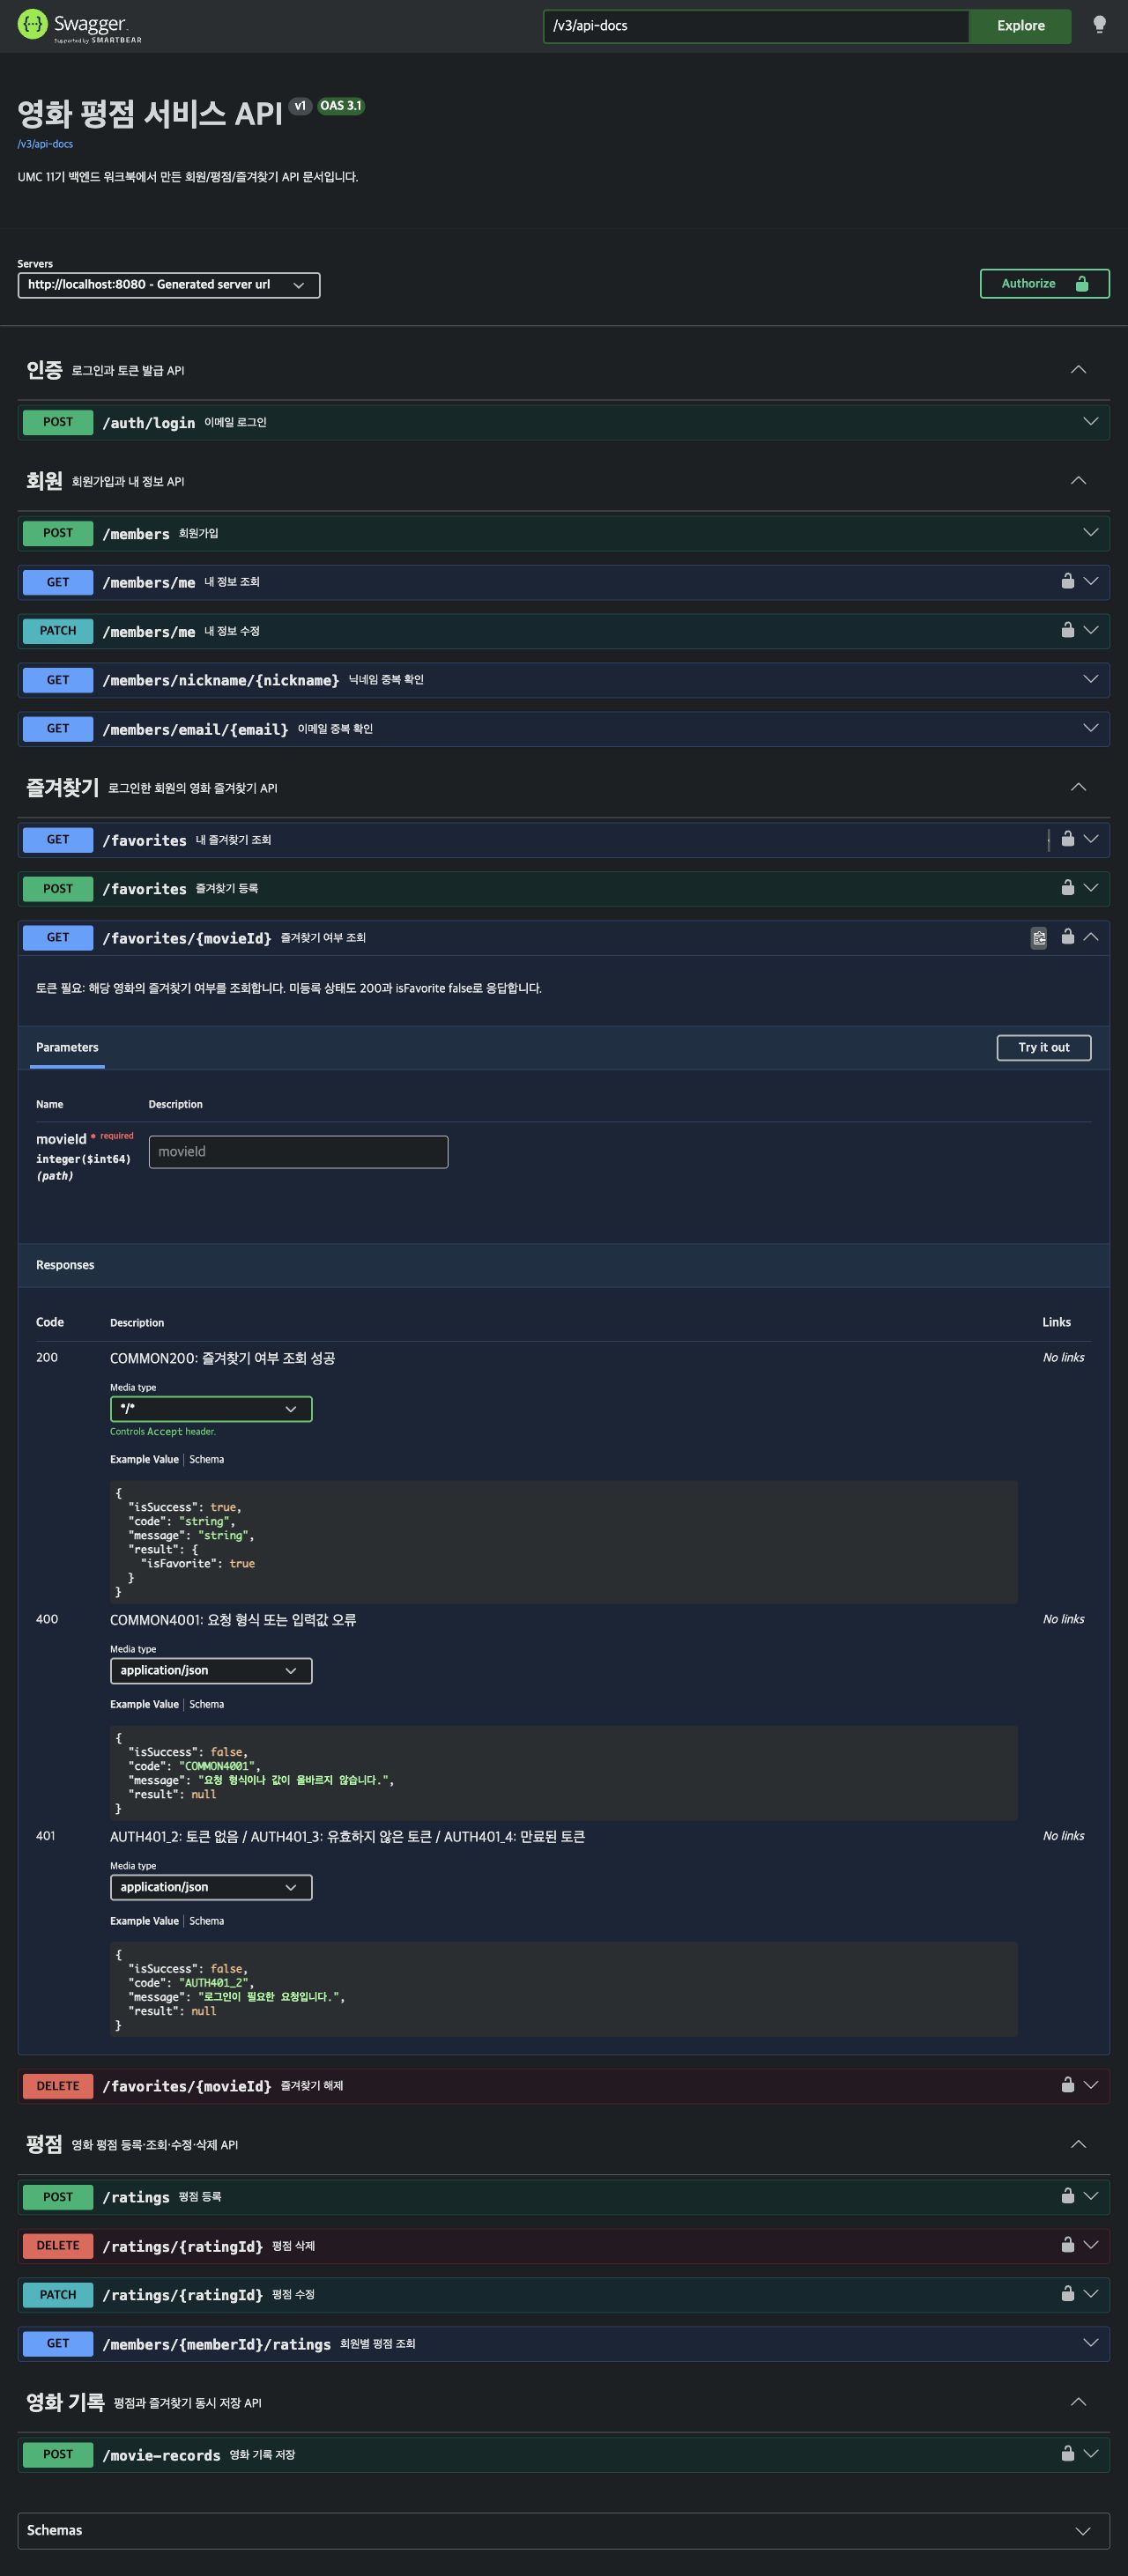 Swagger
Supported by SMARTBEAR
/v3/api-docs
Explore
영화 평점 서비스 API v1 OAS 3.1
/v3/api-docs
UMC 11기 백엔드 워크북에서 만든 회원/평점/즐겨찾기 API 문서입니다.
Servers
http://localhost:8080 - Generated server url
Authorize
인증 로그인과 토큰 발급 API
POST /auth/login 이메일 로그인
회원 회원가입과 내 정보 API
POST /members 회원가입
GET /members/me 내 정보 조회
PATCH /members/me 내 정보 수정
GET /members/nickname/{nickname} 닉네임 중복 확인
GET /members/email/{email} 이메일 중복 확인
즐겨찾기 로그인한 회원의 영화 즐겨찾기 API
GET /favorites 내 즐겨찾기 조회
POST /favorites 즐겨찾기 등록
GET /favorites/{movieId} 즐겨찾기 여부 조회
토큰 필요: 해당 영화의 즐겨찾기 여부를 조회합니다. 미등록 상태도 200과 isFavorite false로 응답합니다.
Parameters
Try it out
Name Description
movieId * required
integer($int64)
(path)
movieId
Responses
Code Description Links
200 COMMON200: 즐겨찾기 여부 조회 성공 No links
Media type
*/*
Controls Accept header.
Example Value | Schema
{
"isSuccess": true,
"code": "string",
"message": "string",
"result": {
"isFavorite": true
}
}
400 COMMON4001: 요청 형식 또는 입력값 오류 No links
Media type
application/json
Example Value | Schema
{
"isSuccess": false,
"code": "COMMON4001",
"message": "요청 형식이나 값이 올바르지 않습니다.",
"result": null
}
401 AUTH401_2: 토큰 없음 / AUTH401_3: 유효하지 않은 토큰 / AUTH401_4: 만료된 토큰 No links
Media type
application/json
Example Value | Schema
{
"isSuccess": false,
"code": "AUTH401_2",
"message": "로그인이 필요한 요청입니다.",
"result": null
}
DELETE /favorites/{movieId} 즐겨찾기 해제
평점 영화 평점 등록·조회·수정·삭제 API
POST /ratings 평점 등록
DELETE /ratings/{ratingId} 평점 삭제
PATCH /ratings/{ratingId} 평점 수정
GET /members/{memberId}/ratings 회원별 평점 조회
영화 기록 평점과 즐겨찾기 동시 저장 API
POST /movie-records 영화 기록 저장
Schemas